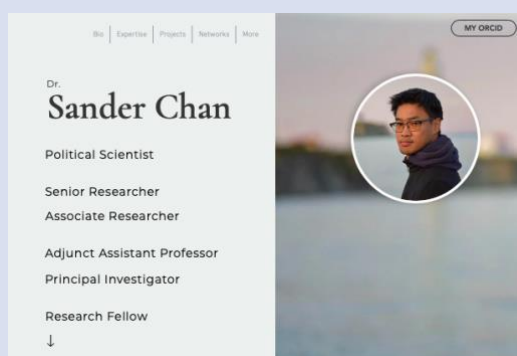 Bio Expertise Projects Networks More
MY ORCID
Dr.
Sander Chan
Political Scientist
Senior Researcher
Associate Researcher
Adjunct Assistant Professor
Principal Investigator
Research Fellow